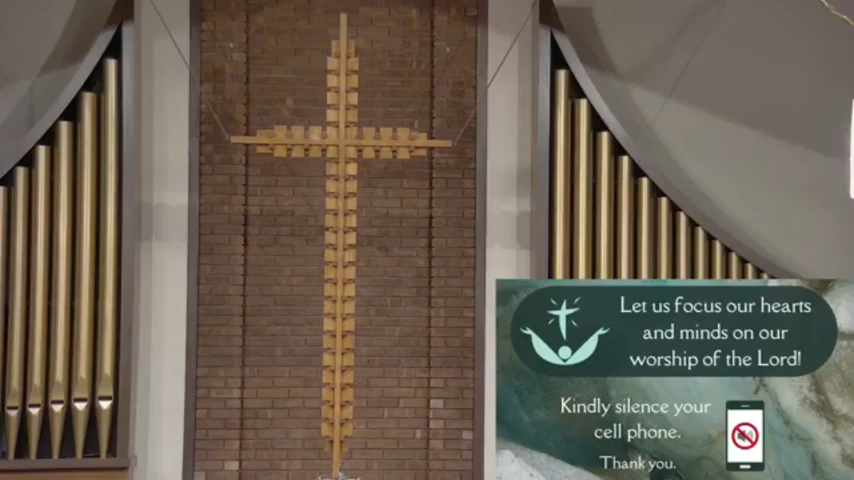 Let us focus our hearts
and minds on our
worship of the Lord!
Kindly silence your
cell phone.
Thank you.